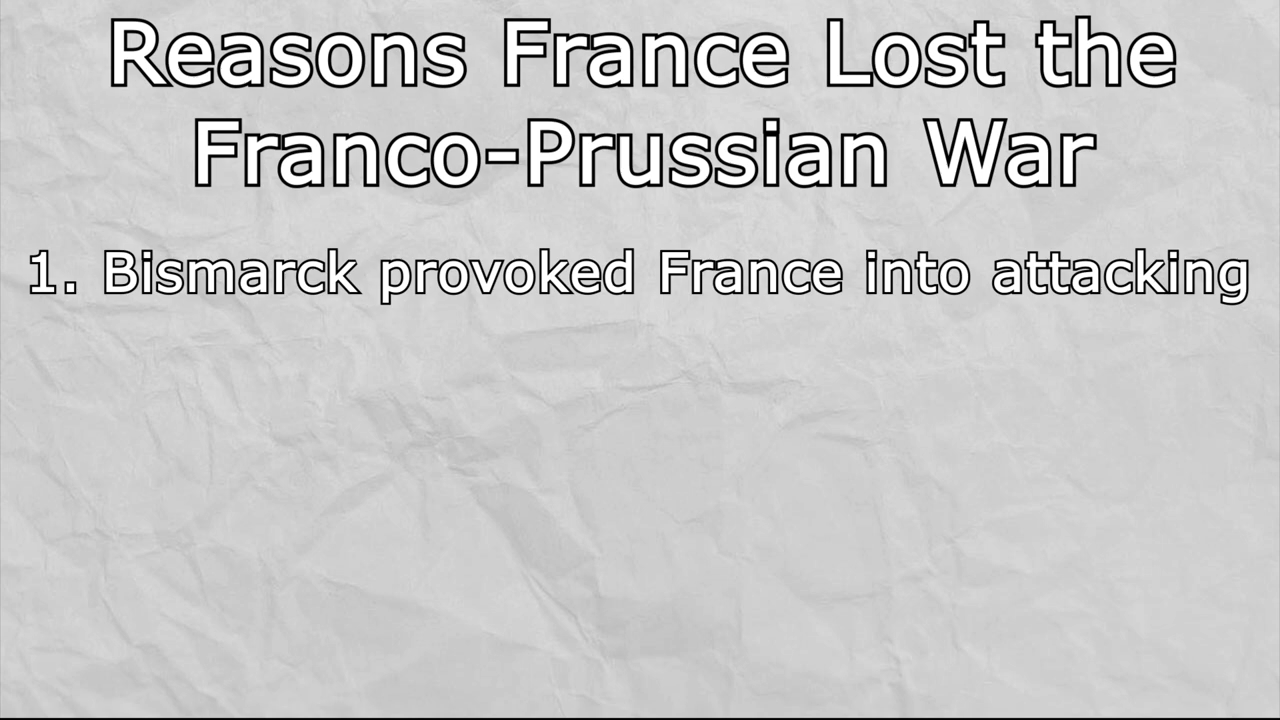 Reasons France Lost the
Franco-Prussian War
1. Bismarck provoked France into attacking